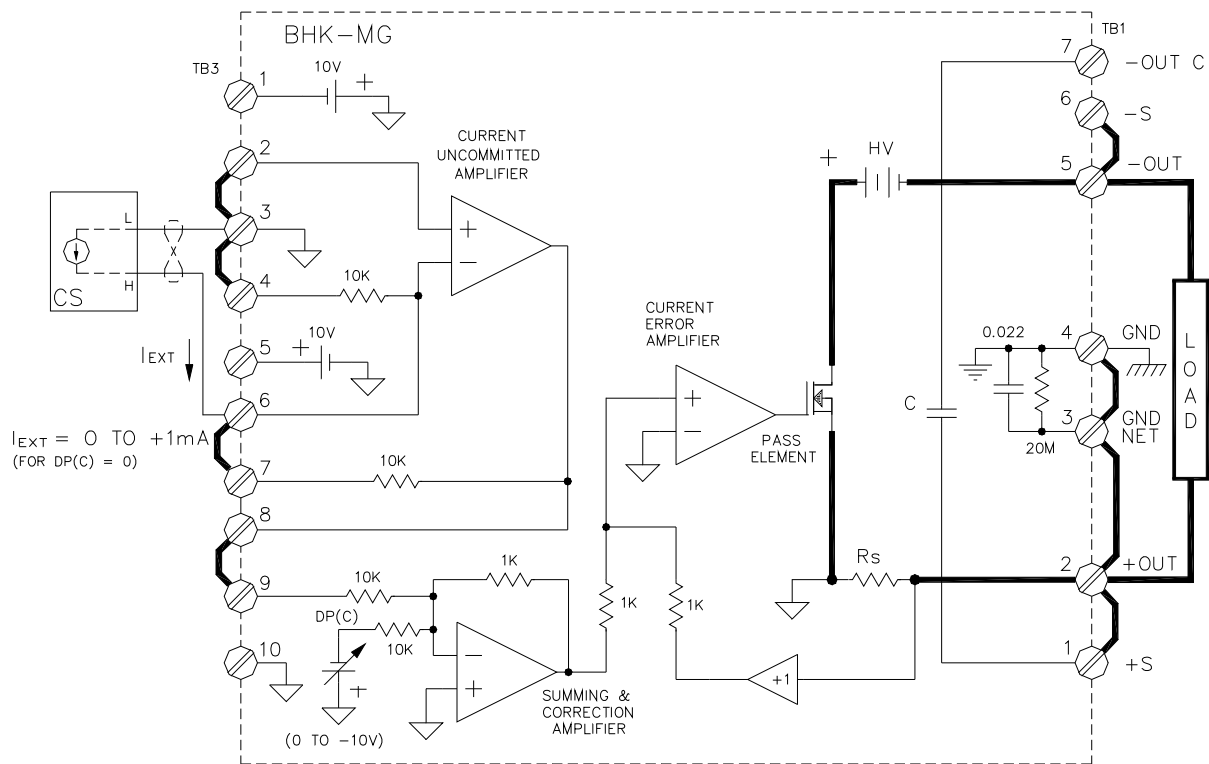 BHK-MG
TB3
TB1
1
10V
+
2
CURRENT
UNCOMMITTED
AMPLIFIER
+
−
3
L
H
CS
4
10K
5
+
10V
IEXT
6
IEXT = 0 TO +1mA
(FOR DP(C) = 0)
7
10K
8
9
10K
1K
DP(C)
10K
10
+
(0 TO -10V)
−
+
SUMMING &
CORRECTION
AMPLIFIER
1K
1K
+1
CURRENT
ERROR
AMPLIFIER
+
−
PASS
ELEMENT
+
HV
Rs
C
0.022
20M
7
-OUT C
6
-S
5
-OUT
4
GND
3
GND
NET
2
+OUT
1
+S
LOAD